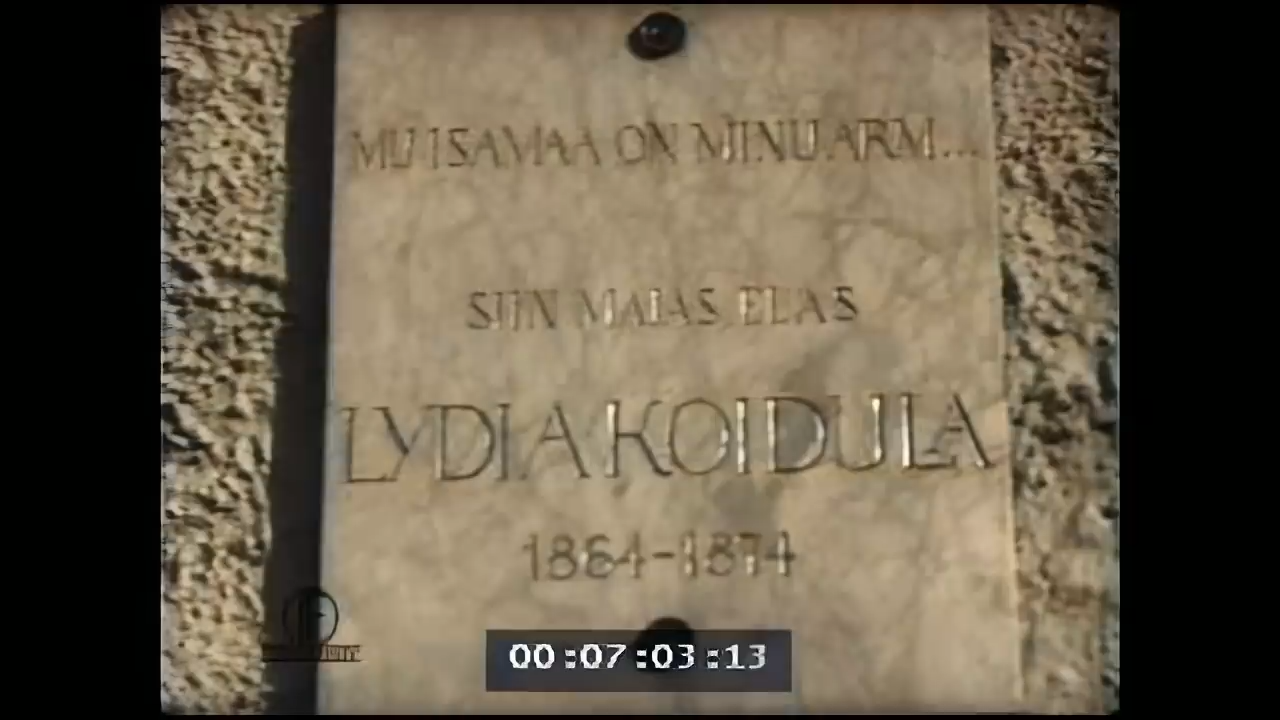 MU ISAMAA ON MINU ARM...
SIIN MAJAS ELAS
LYDIA KOIDULA
1864-1874
00:07:03:13